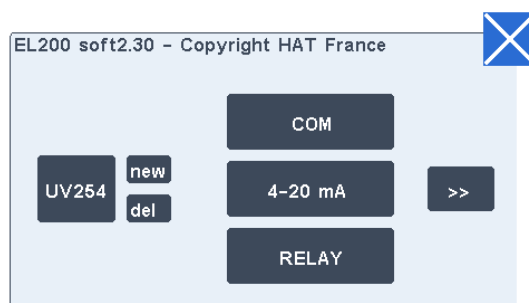 EL200 soft2.30 - Copyright HAT France
COM
UV254
new
del
4-20 mA
>>
RELAY